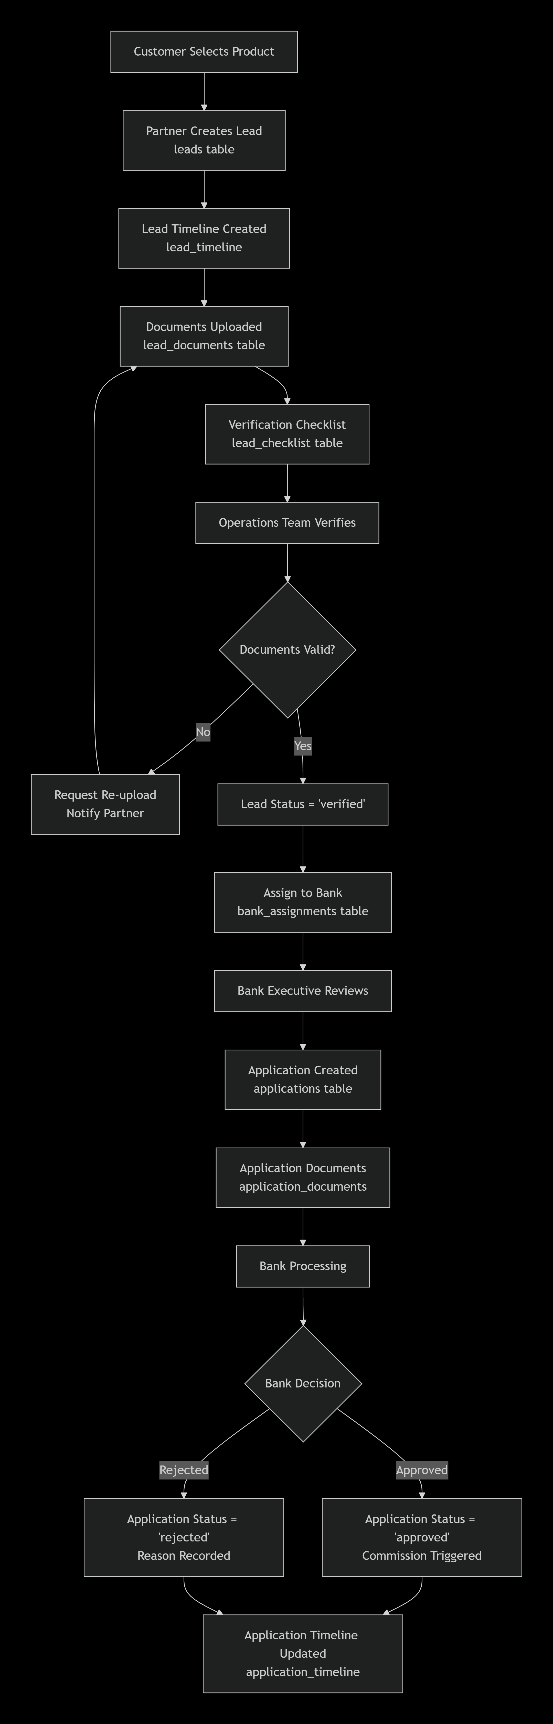 Customer Selects Product
Partner Creates Lead
leads table
Lead Timeline Created
lead_timeline
Documents Uploaded
lead_documents table
Verification Checklist
lead_checklist table
Operations Team Verifies
Documents Valid?
No
Yes
Request Re-upload
Notify Partner
Lead Status = 'verified'
Assign to Bank
bank_assignments table
Bank Executive Reviews
Application Created
applications table
Application Documents
application_documents
Bank Processing
Bank Decision
Rejected
Approved
Application Status =
'rejected'
Reason Recorded
Application Status =
'approved'
Commission Triggered
Application Timeline
Updated
application_timeline